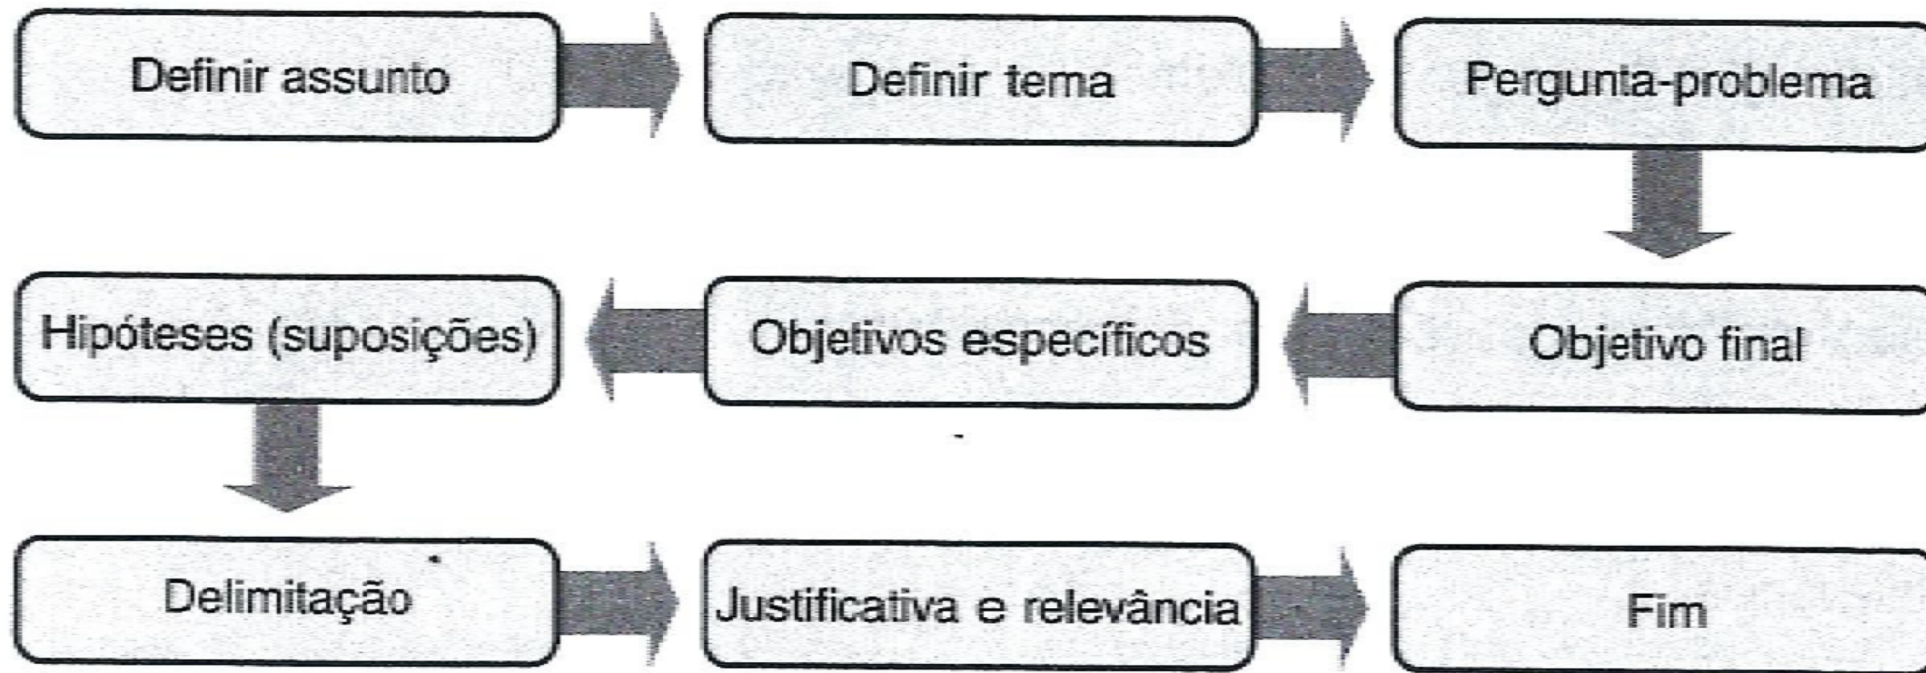 Definir assunto
Definir tema
Pergunta-problema
Objetivo final
Objetivos específicos
Hipóteses (suposições)
Delimitação
Justificativa e relevância
Fim